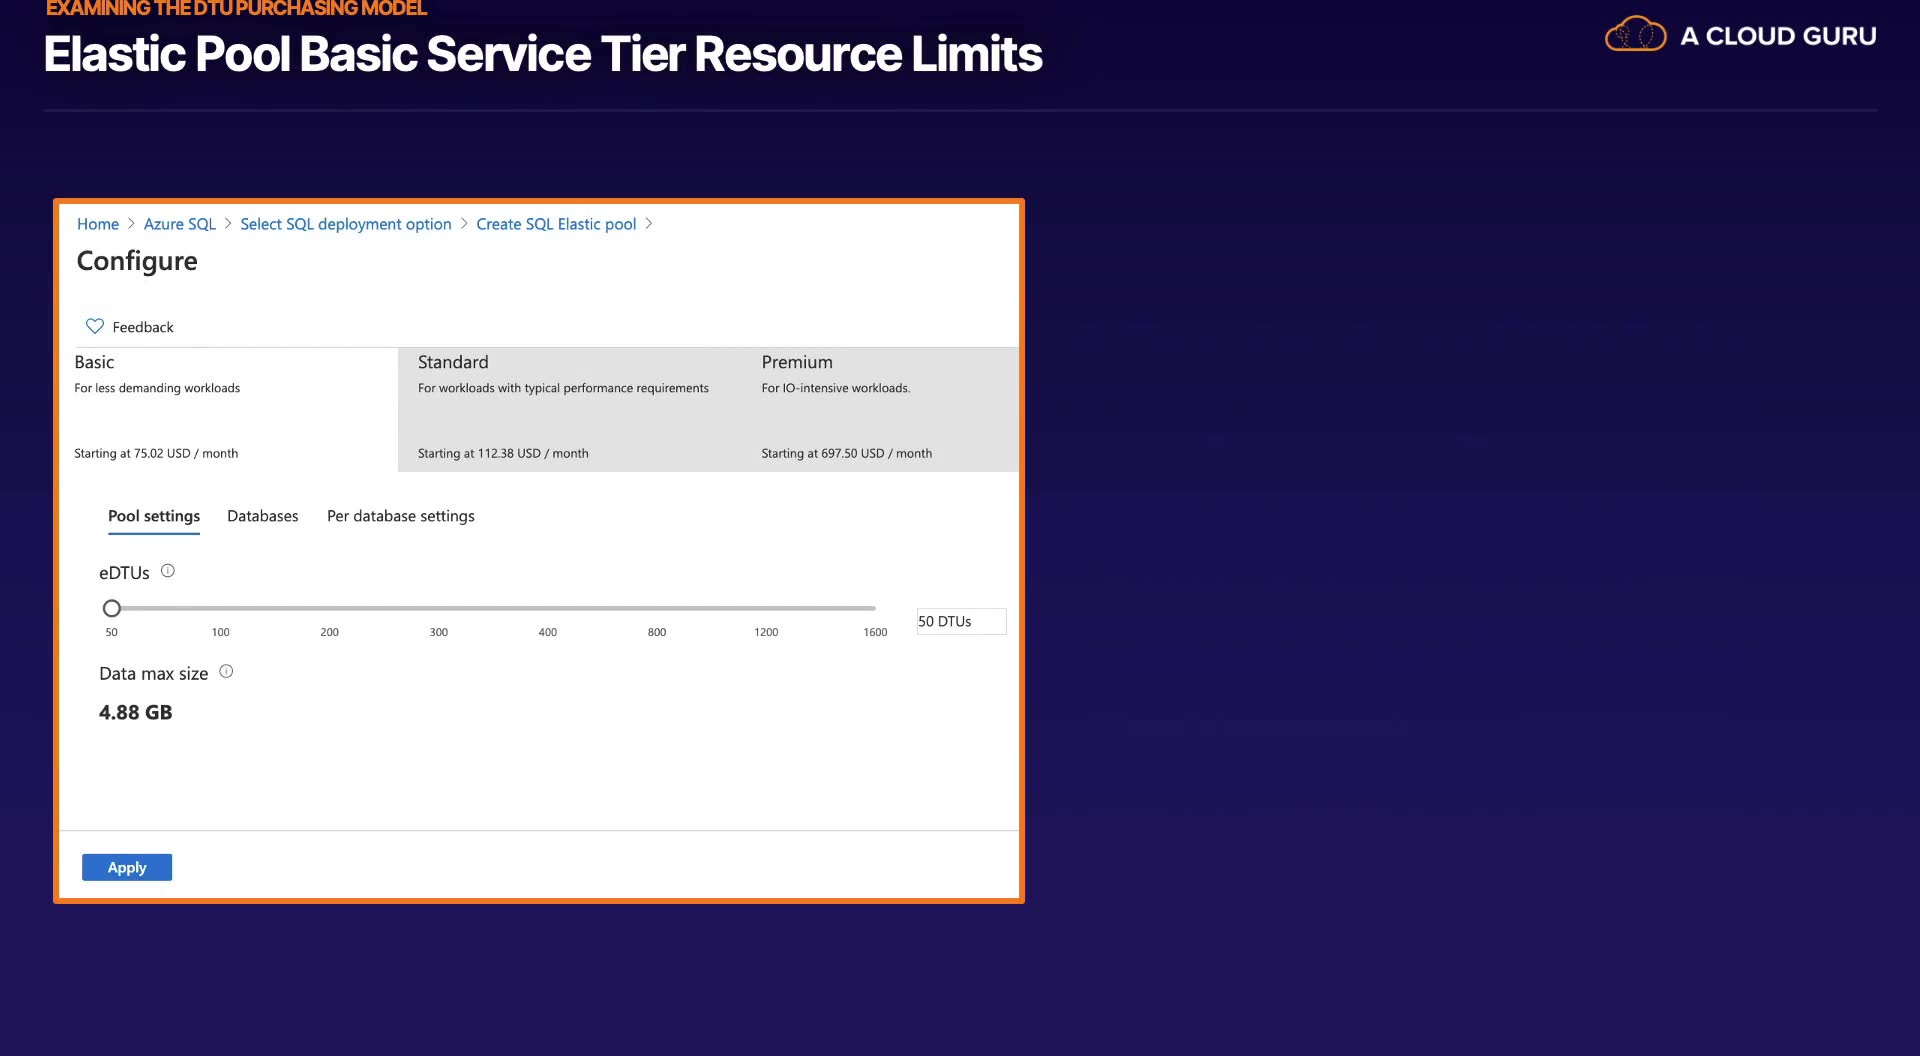 EXAMINING THE DTU PURCHASING MODEL
Elastic Pool Basic Service Tier Resource Limits
A CLOUD GURU
Home > Azure SQL > Select SQL deployment option > Create SQL Elastic pool >
Configure
Feedback
Basic
For less demanding workloads
Starting at 75.02 USD / month
Standard
For workloads with typical performance requirements
Starting at 112.38 USD / month
Premium
For IO-intensive workloads.
Starting at 697.50 USD / month
Pool settings Databases Per database settings
eDTUs
50 100 200 300 400 800 1200 1600
50 DTUs
Data max size
4.88 GB
Apply